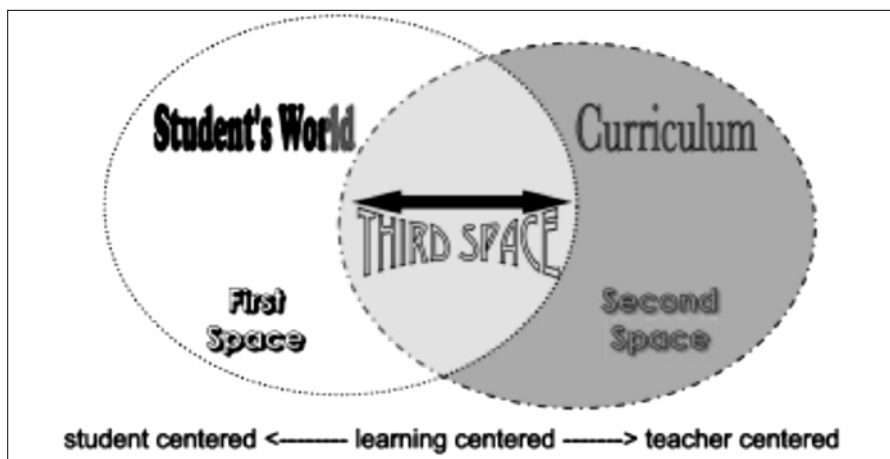 Student's World
Curriculum
THIRD SPACE
First
Space
Second
Space
student centered <-------- learning centered -------> teacher centered